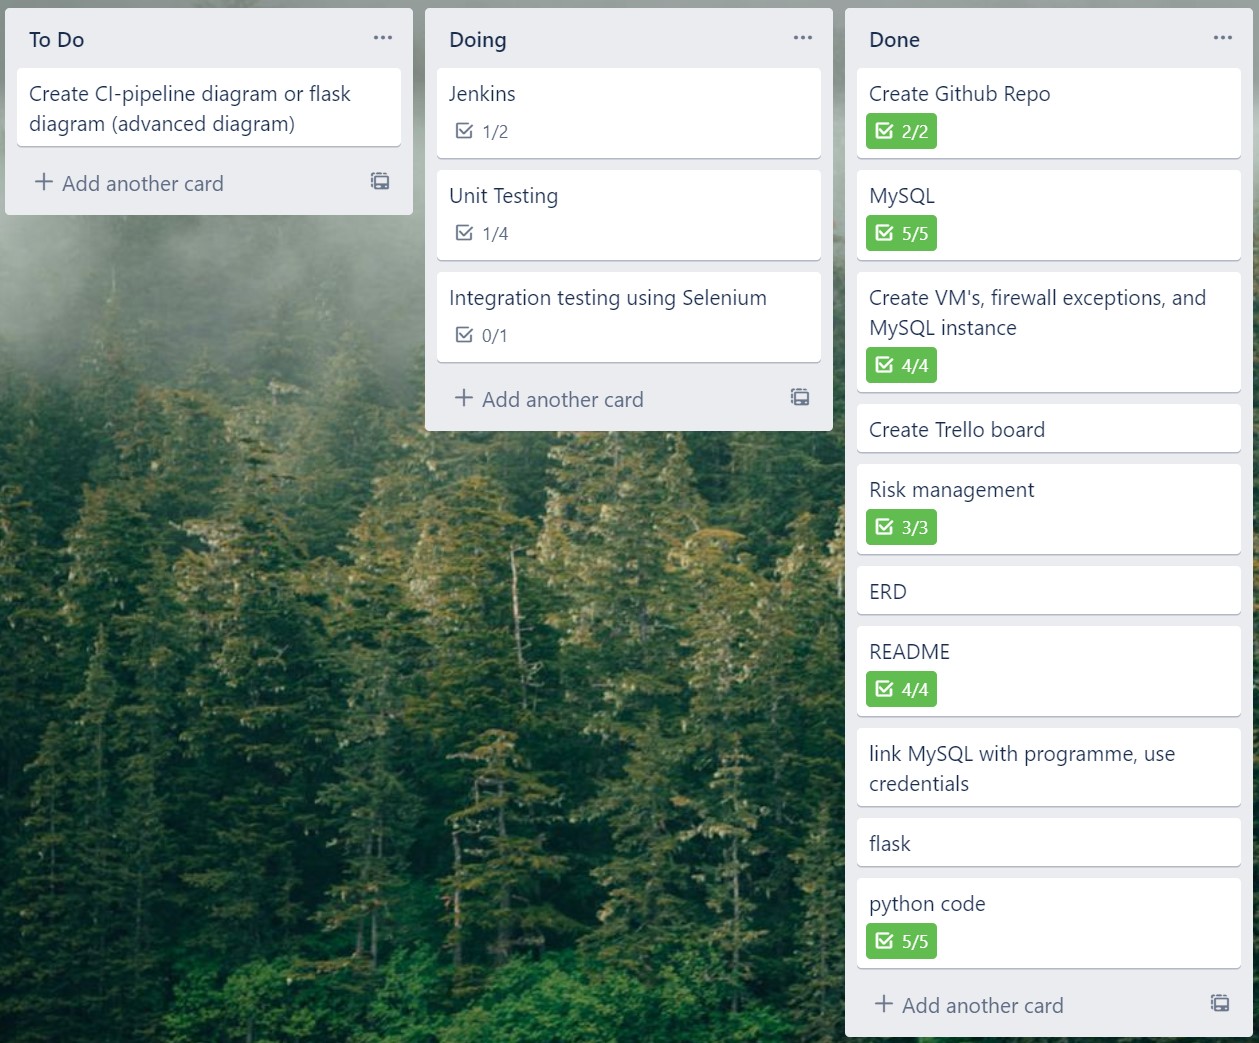 To Do
Create CI-pipeline diagram or flask
diagram (advanced diagram)
Add another card
Doing
Jenkins
1/2
Unit Testing
1/4
Integration testing using Selenium
0/1
Add another card
Done
Create Github Repo
2/2
MySQL
5/5
Create VM's, firewall exceptions, and
MySQL instance
4/4
Create Trello board
Risk management
3/3
ERD
README
4/4
link MySQL with programme, use
credentials
flask
python code
5/5
Add another card